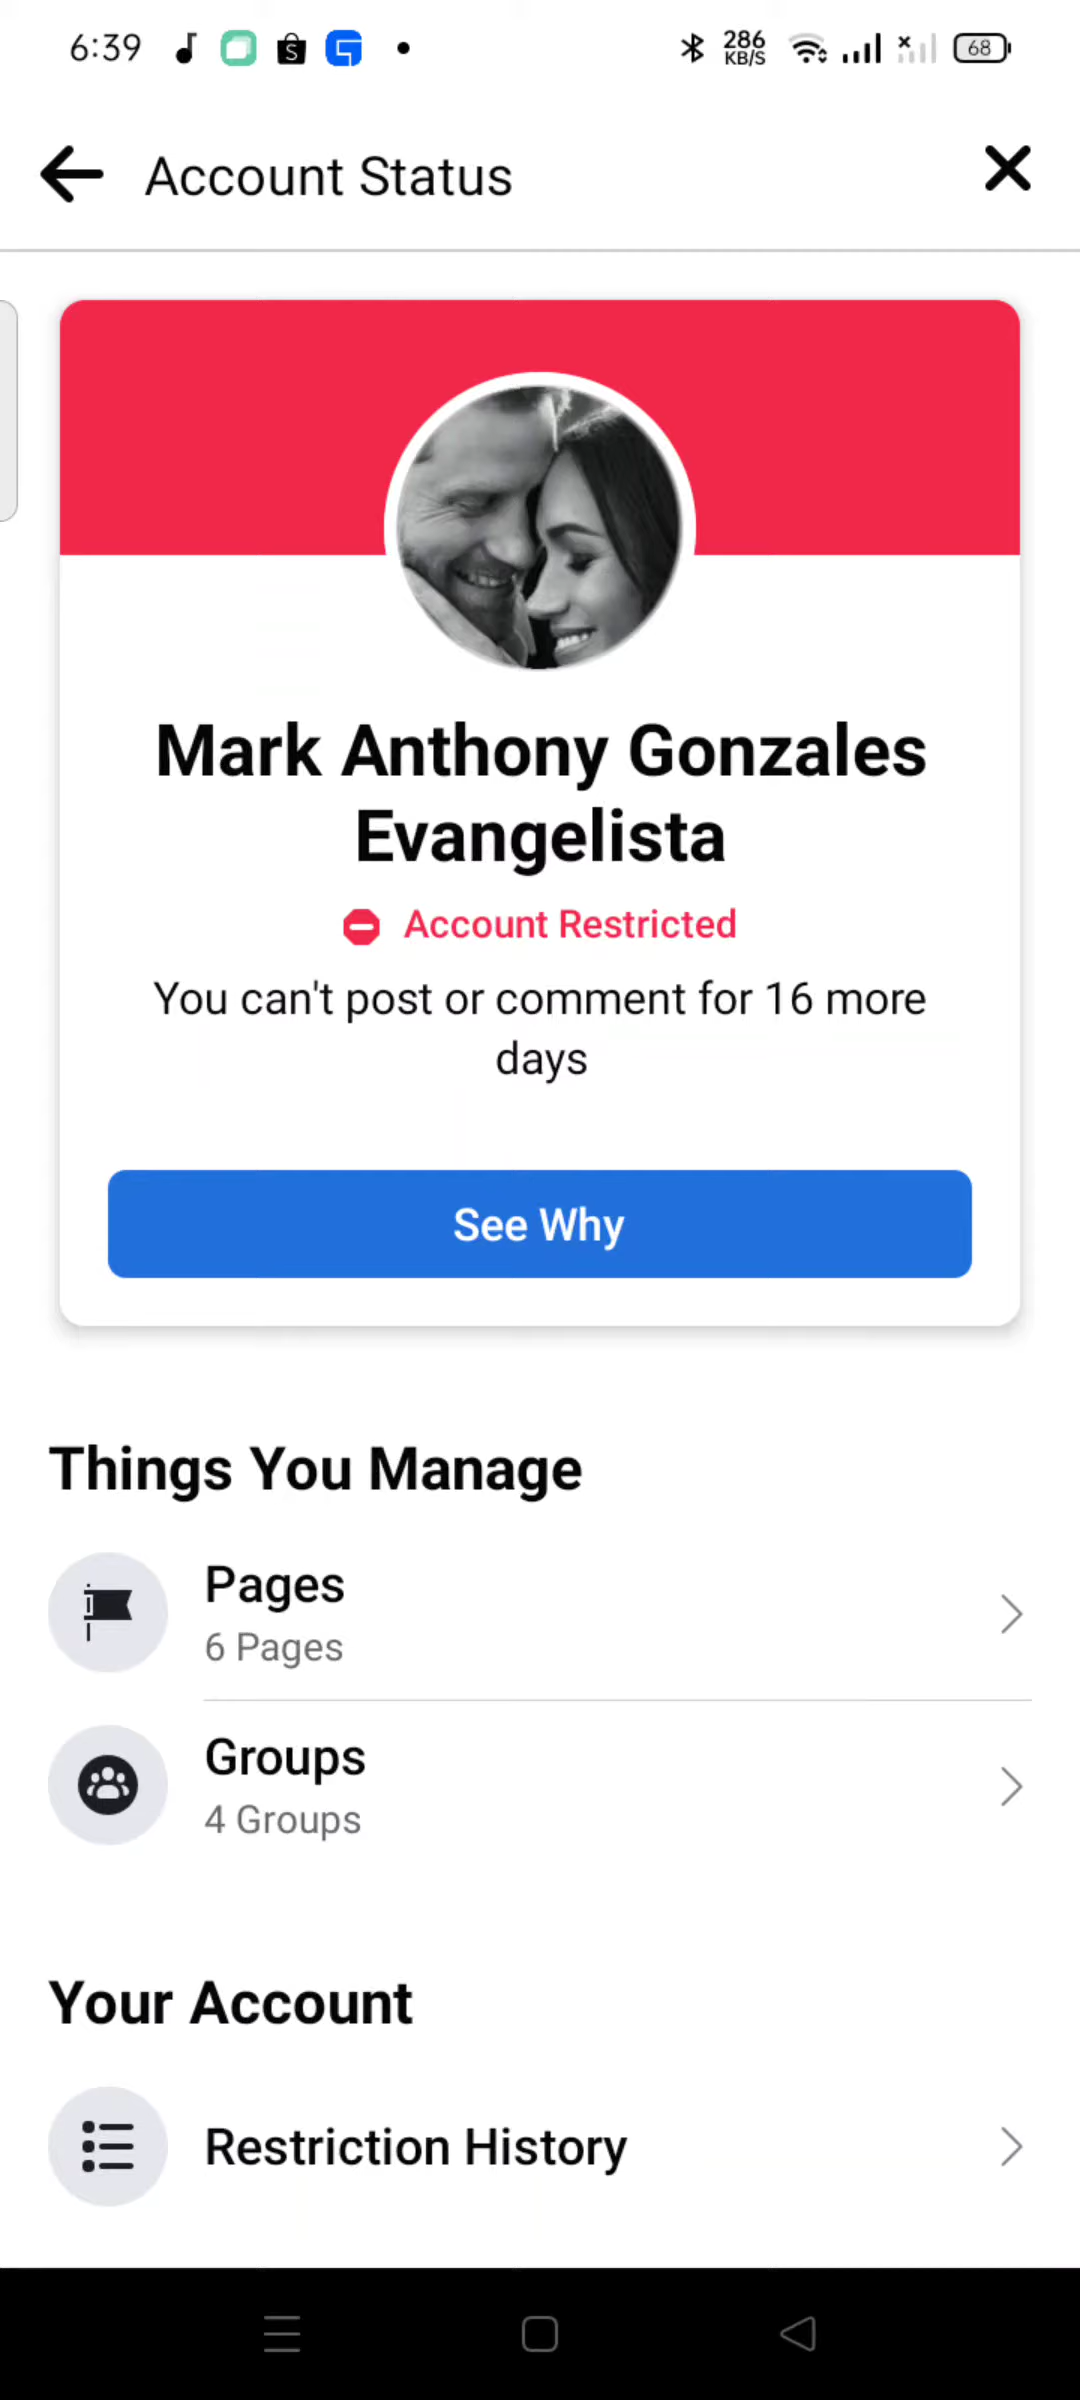 6:39
286
KB/S
68
Account Status
Mark Anthony Gonzales
Evangelista
Account Restricted
You can't post or comment for 16 more
days
See Why
Things You Manage
Pages
6 Pages
Groups
4 Groups
Your Account
Restriction History